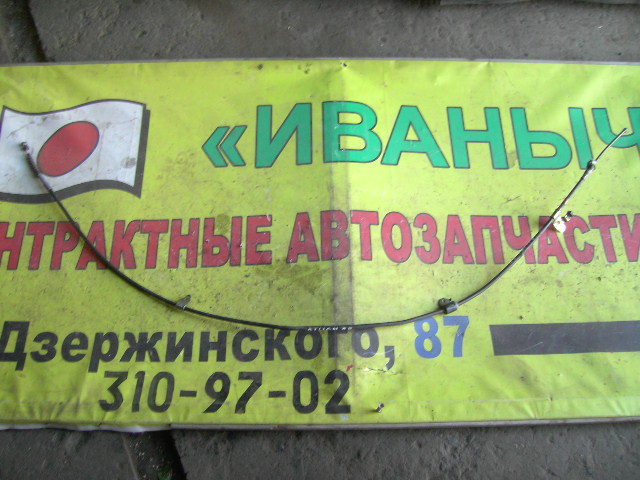 «ИВАНЫЧ
НТРАКТНЫЕ АВТОЗАПЧАСТИ
Дзержинского, 87
310-97-02